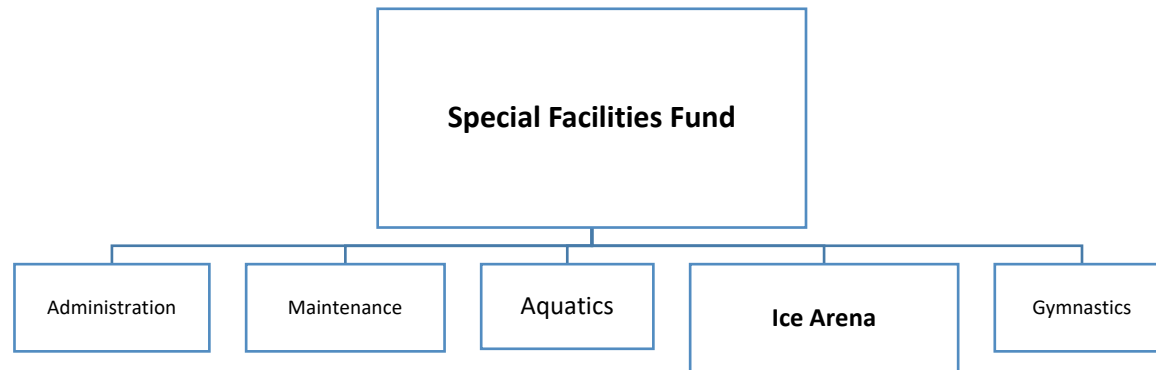 Special Facilities Fund
Administration
Maintenance
Aquatics
Ice Arena
Gymnastics